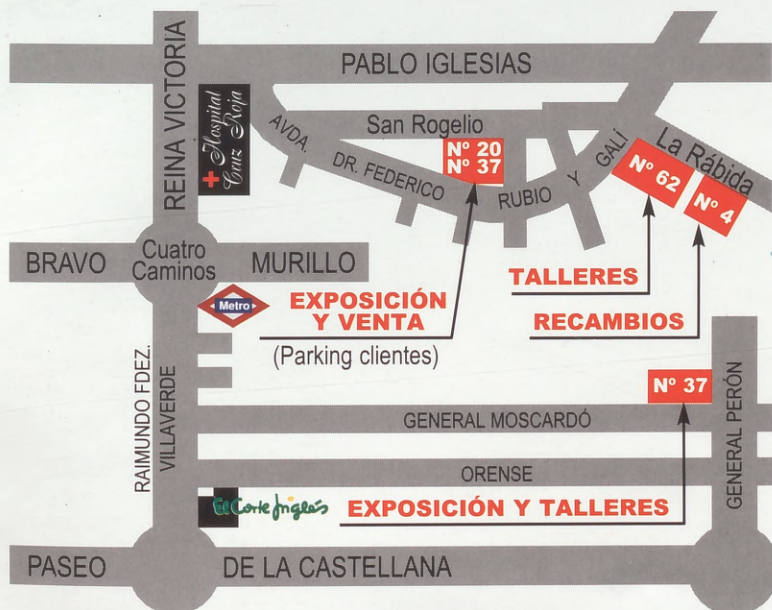 PABLO IGLESIAS
REINA VICTORIA
Hospital
Cruz Roja
AVDA. DR. FEDERICO RUBIO Y GALÍ
San Rogelio
Nº 20
Nº 37
La Rábida
Nº 62
Nº 4
BRAVO MURILLO
Cuatro
Caminos
Metro
EXPOSICIÓN
Y VENTA
(Parking clientes)
TALLERES
RECAMBIOS
RAIMUNDO FDEZ.
VILLAVERDE
Nº 37
GENERAL MOSCARDÓ
GENERAL PERÓN
ORENSE
El Corte Inglés
EXPOSICIÓN Y TALLERES
PASEO DE LA CASTELLANA